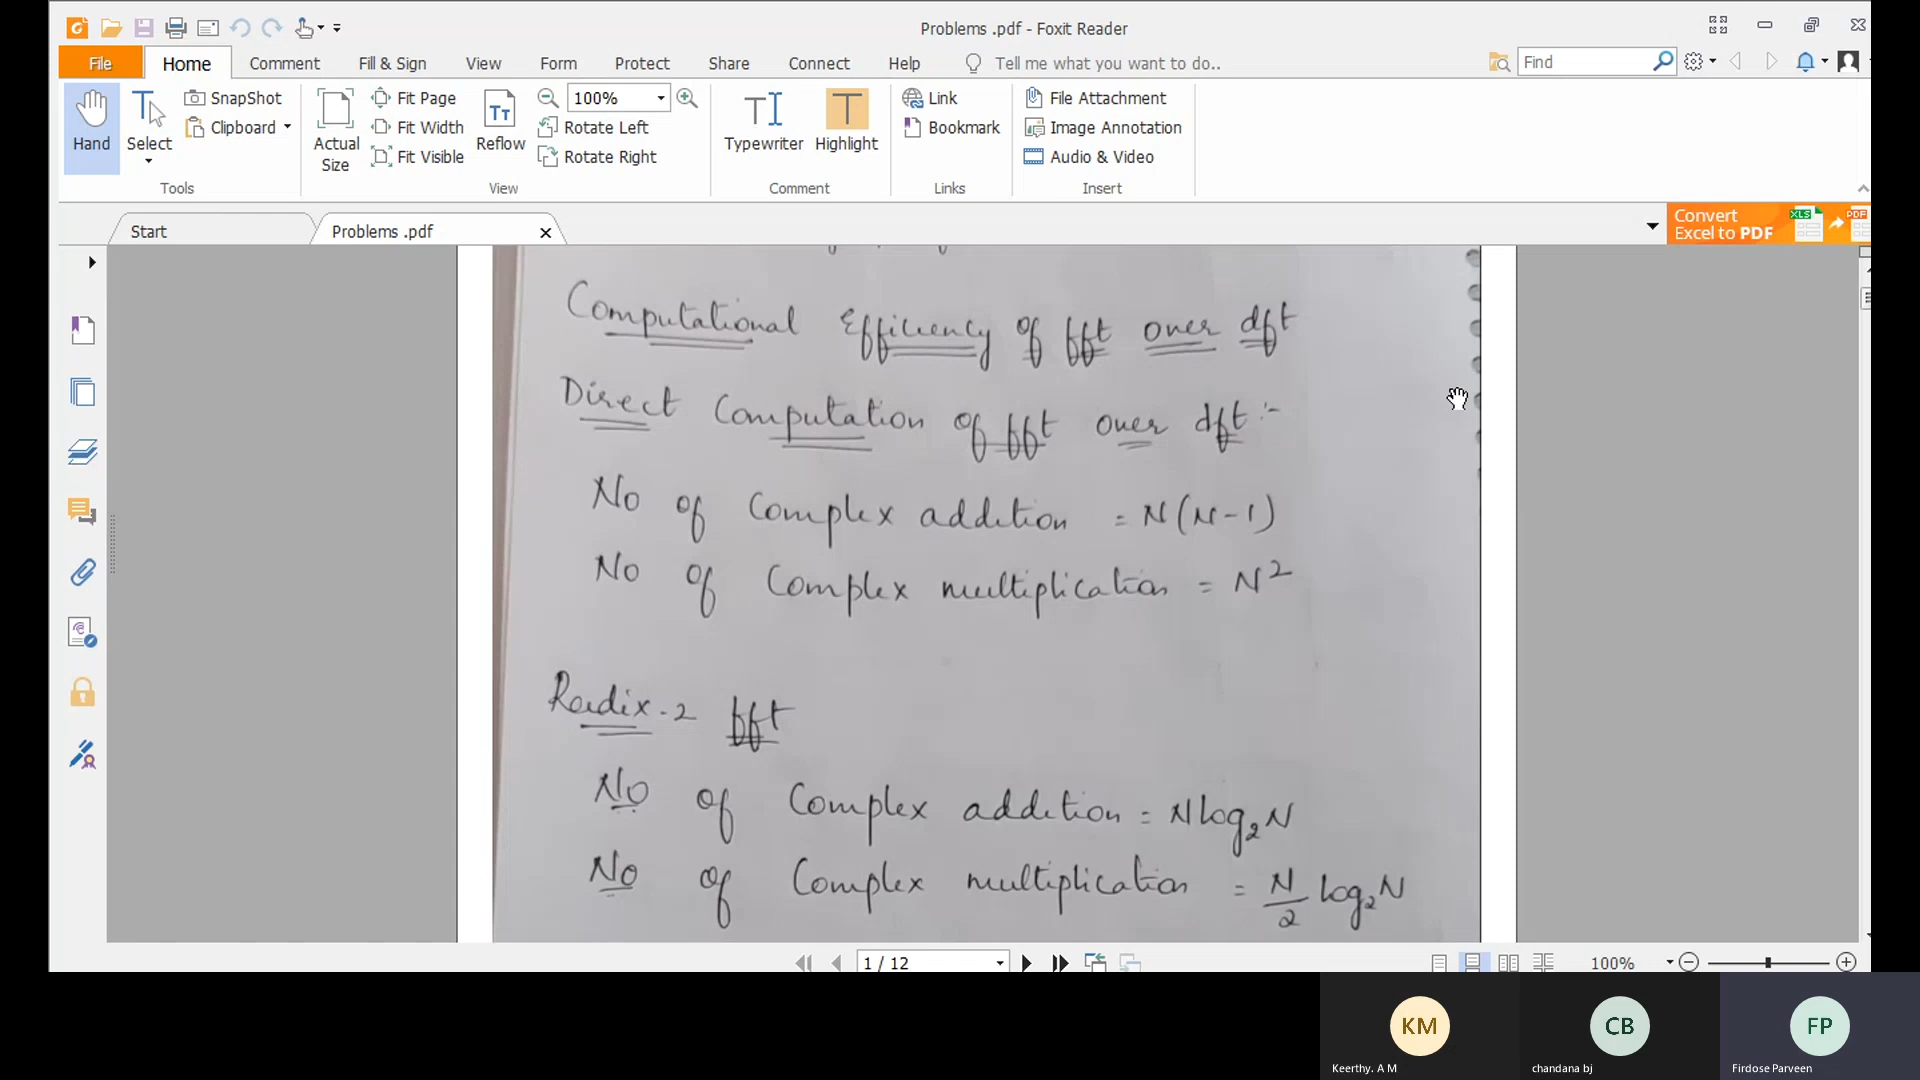 Problems .pdf - Foxit Reader
File Home Comment Fill & Sign View Form Protect Share Connect Help Tell me what you want to do.. Find
Hand
Select
SnapShot
Clipboard
Tools
Actual Size
Fit Page
Fit Width
Fit Visible
Reflow
100%
Rotate Left
Rotate Right
View
Typewriter
Highlight
Comment
Link
Bookmark
Links
File Attachment
Image Annotation
Audio & Video
Insert
Start
Problems .pdf
Convert
Excel to PDF
XLS
PDF
Computational Efficiency of fft over dft
Direct Computation of fft over dft :-
No of Complex addition = N(N-1)
No of Complex multiplication = N²
Radix-2 fft
No of Complex addition = N log₂N
No of Complex multiplication = N/2 log₂N
1 / 12
100%
KM
CB
FP
Keerthy. A M
chandana bj
Firdose Parveen